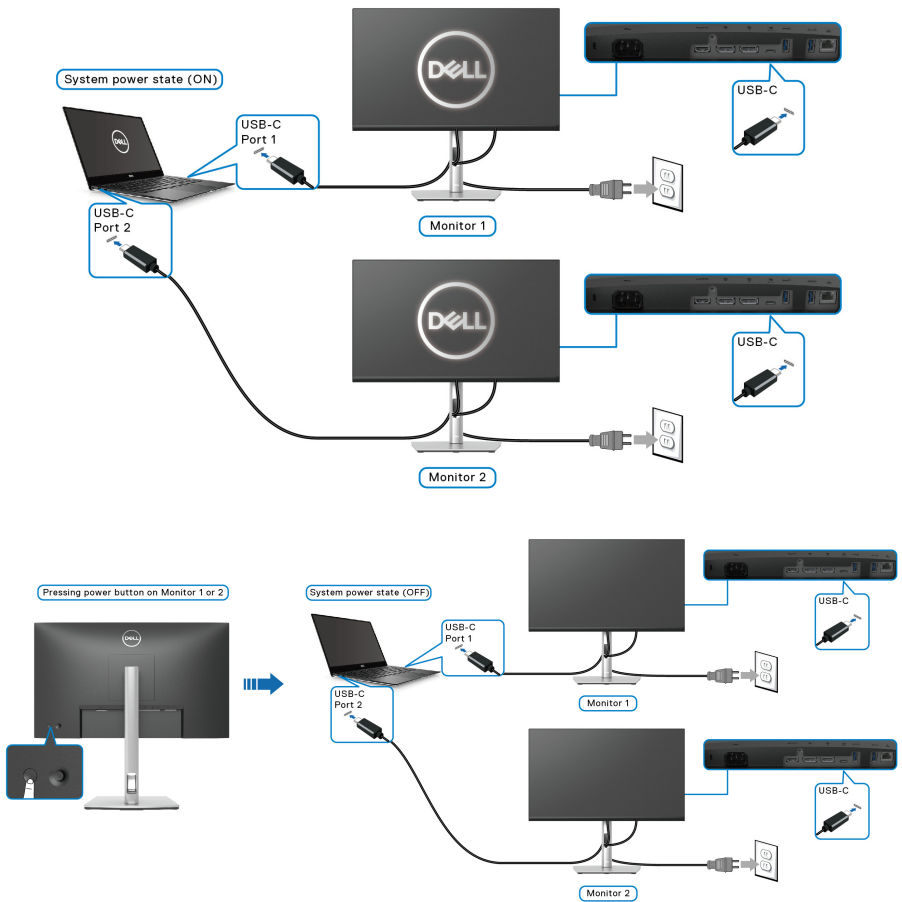 DELL
System power state (ON)
USB-C
DELL
USB-C
Port 1
USB-C
Port 2
Monitor 1
DELL
USB-C
Monitor 2
Pressing power button on Monitor 1 or 2
System power state (OFF)
USB-C
USB-C
Port 1
DELL
USB-C
Port 2
Monitor 1
USB-C
Monitor 2